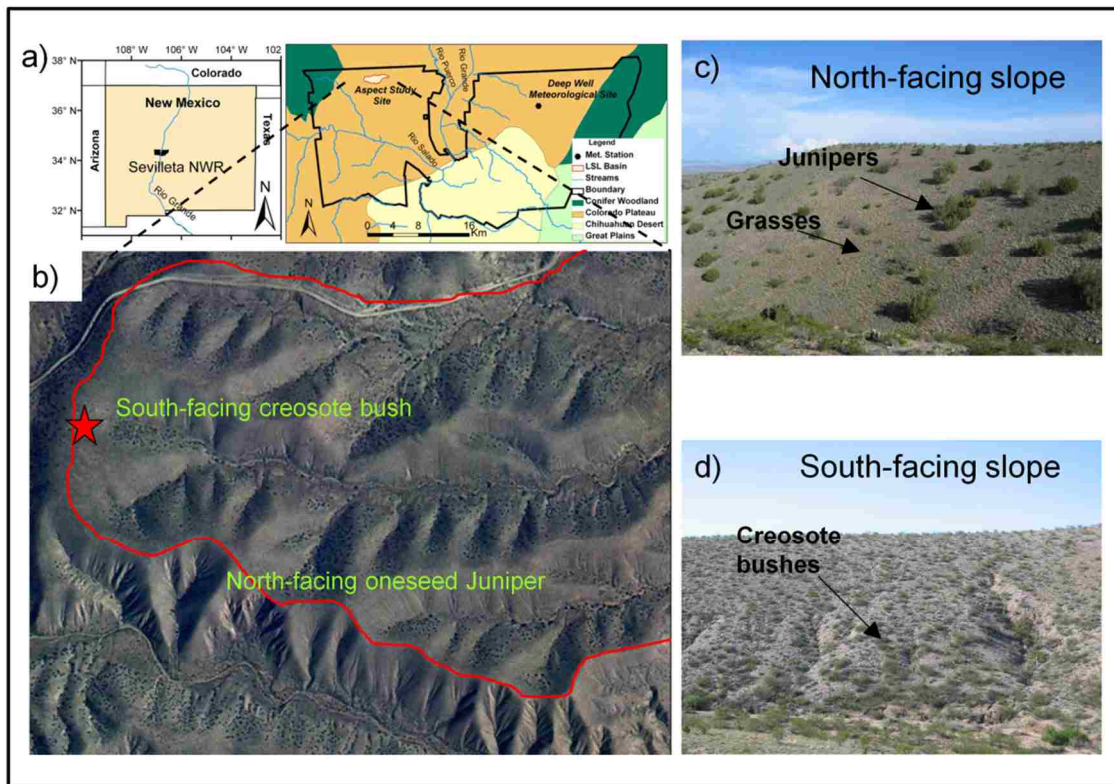 a)
108° W
106° W
102
38° N
36° N
34° N
32° N
Colorado
New Mexico
Arizona
Texas
Sevilleta NWR
Rio Grande
N
Rio Puerco
Rio Grande
Aspect Study
Site
Deep Well
Meteorological Site
Rio Salado
N
0 4 8 16
Km
Legend
Met. Station
LSL Basin
Streams
Boundary
Conifer Woodland
Colorado Plateau
Chihuahuan Desert
Great Plains
b)
South-facing creosote bush
North-facing oneseed Juniper
c)
North-facing slope
Junipers
Grasses
d)
South-facing slope
Creosote
bushes